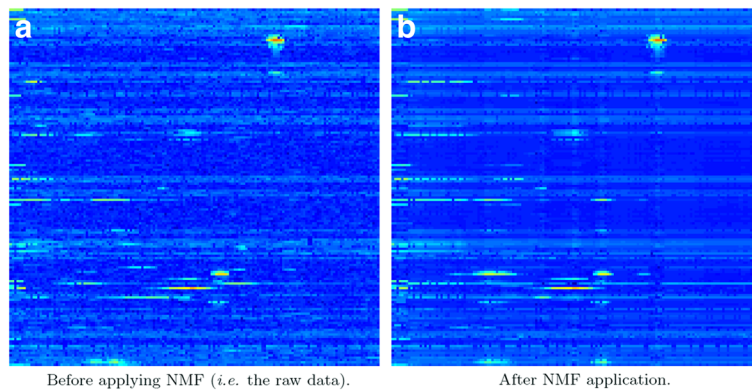 a b
Before applying NMF (i.e. the raw data).
After NMF application.